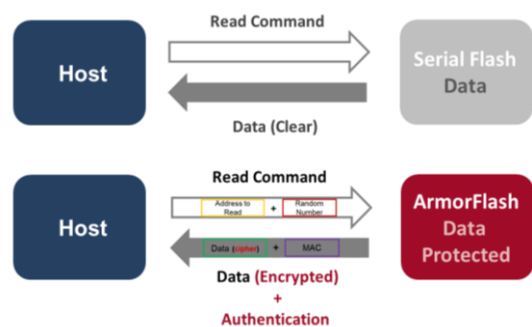 Read Command
Host
Serial Flash
Data
Data (Clear)
Read Command
Host
Address to
Read
+
Random
Number
ArmorFlash
Data
Protected
Data (cipher)
+
MAC
Data (Encrypted)
+
Authentication